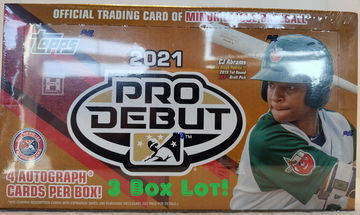 OFFICIAL TRADING CARD OF MINOR LEAGUE BASEBALL
Topps
2021
CJ Abrams
2019 1st Round
Draft Pick
PRO
DEBUT
4 AUTOGRAPH
CARDS PER BOX!
3 Box Lot!